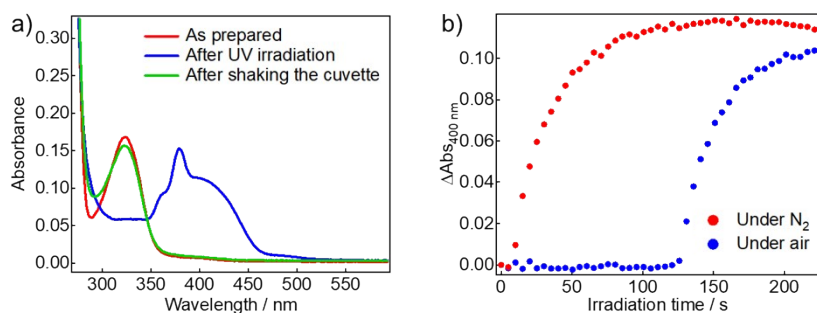 a)
As prepared
After UV irradiation
After shaking the cuvette
Absorbance
0.30
0.25
0.20
0.15
0.10
0.05
0.00
300 350 400 450 500 550
Wavelength / nm
b)
ΔAbs400 nm
0.10
0.08
0.06
0.04
0.02
0.00
Under N2
Under air
0 50 100 150 200
Irradiation time / s